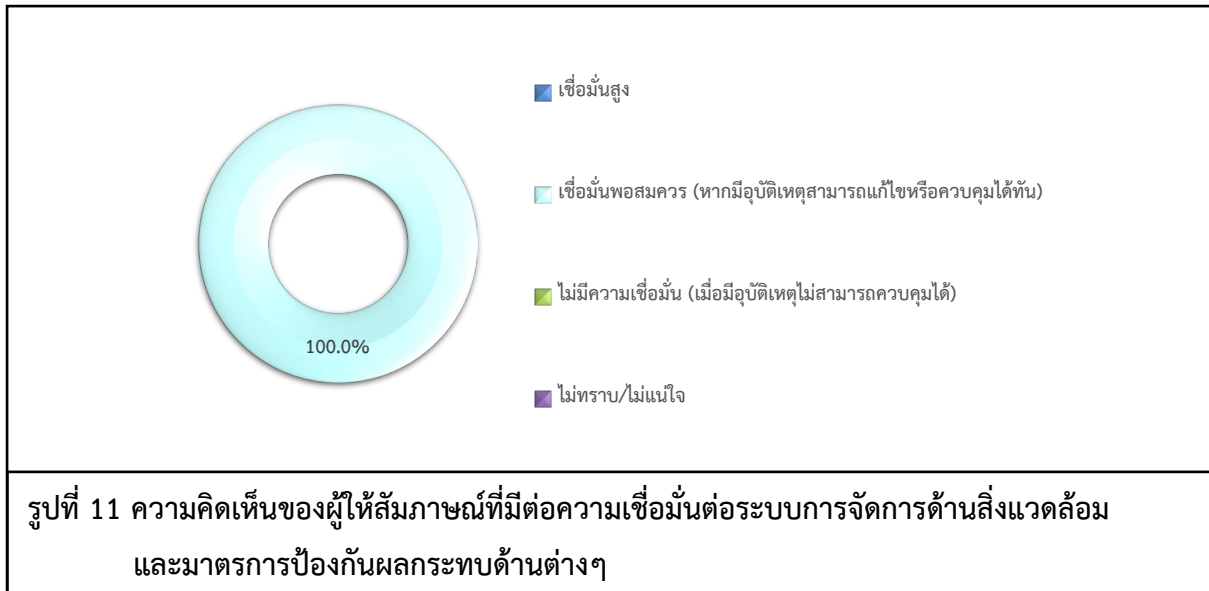 เชื่อมั่นสูง
เชื่อมั่นพอสมควร (หากมีอุบัติเหตุสามารถแก้ไขหรือควบคุมได้ทัน)
ไม่มีความเชื่อมั่น (เมื่อมีอุบัติเหตุไม่สามารถควบคุมได้)
ไม่ทราบ/ไม่แน่ใจ
100.0%
รูปที่ 11 ความคิดเห็นของผู้ให้สัมภาษณ์ที่มีต่อความเชื่อมั่นต่อระบบการจัดการด้านสิ่งแวดล้อม
และมาตรการป้องกันผลกระทบด้านต่างๆ